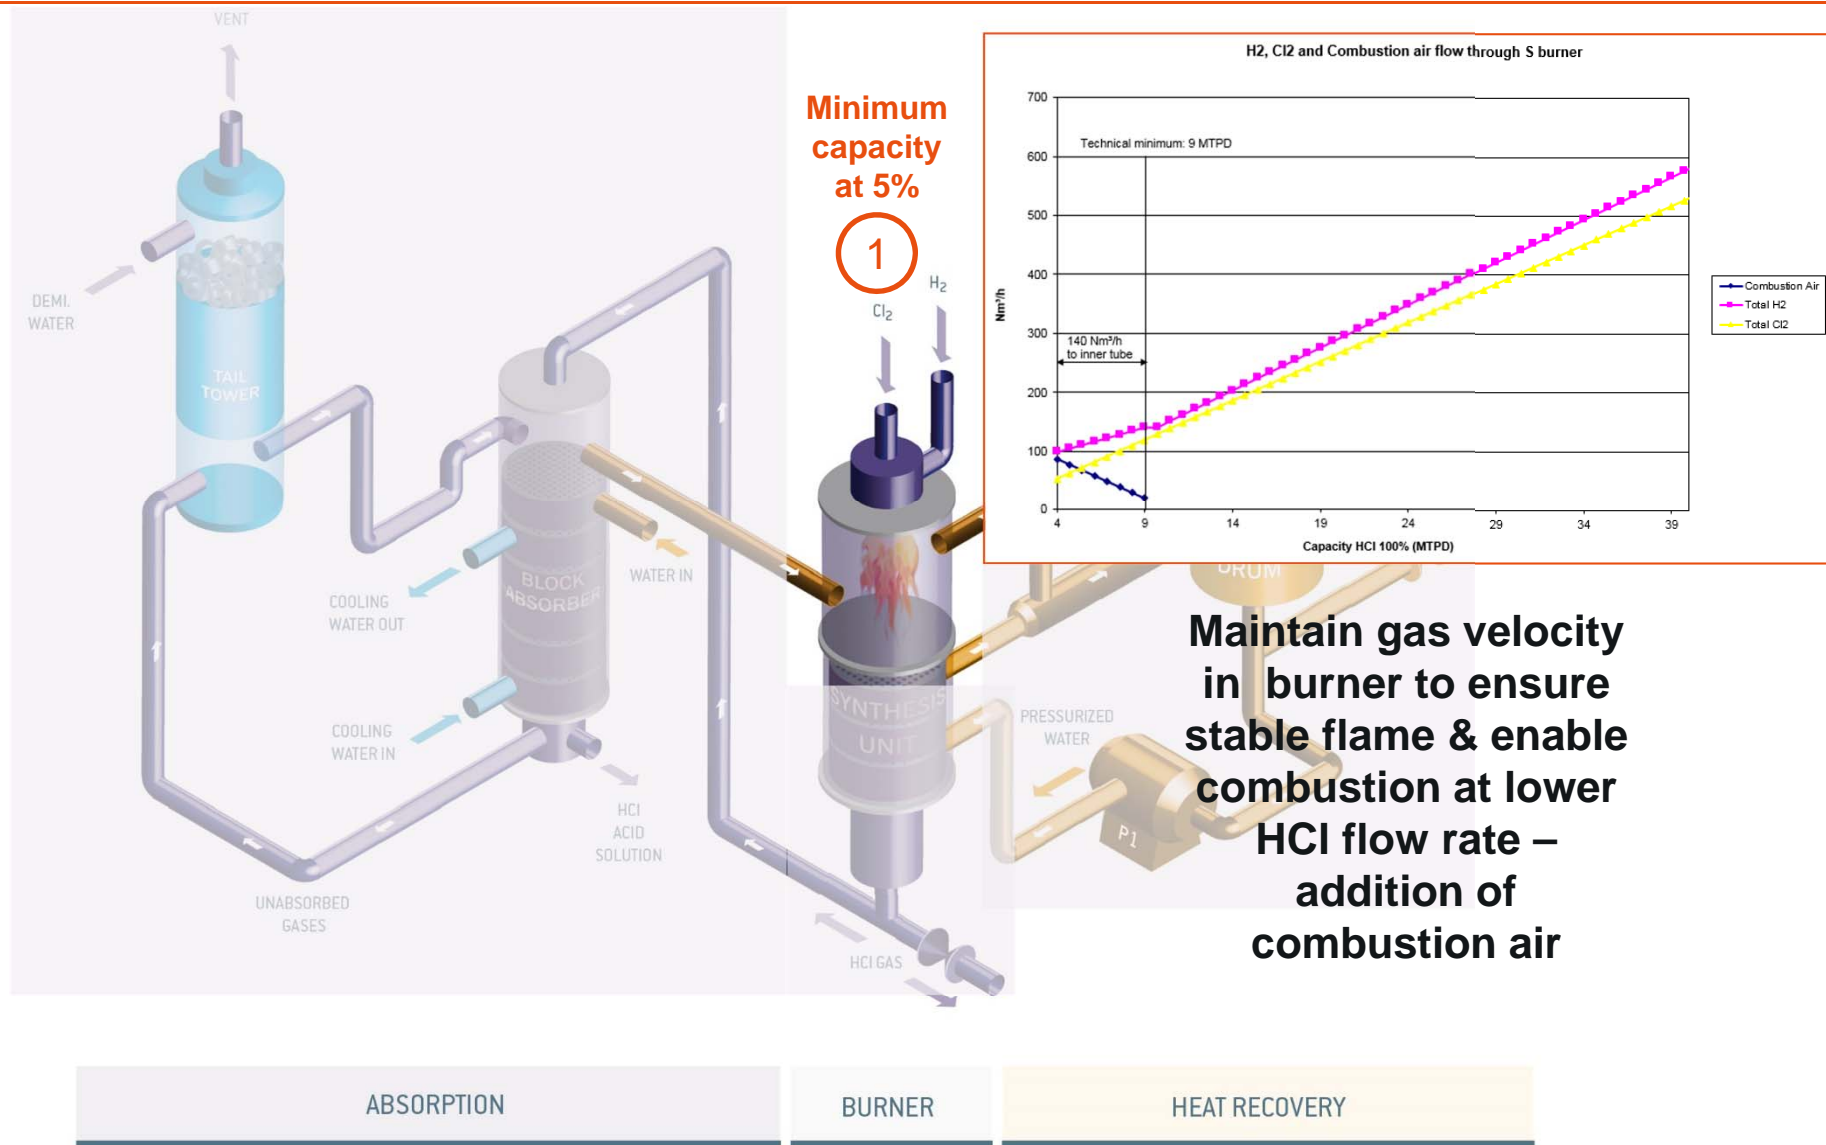 VENT
Minimum
capacity
at 5%
1
H2, Cl2 and Combustion air flow through S burner
700
600
500
400
300
200
100
0
Nm³/h
Technical minimum: 9 MTPD
140 Nm³/h
to inner tube
4
9
14
19
24
29
34
39
Capacity HCl 100% (MTPD)
Combustion Air
Total H2
Total Cl2
H2
Cl2
DEMI.
WATER
TAIL
TOWER
WATER IN
BLOCK
ABSORBER
COOLING
WATER OUT
COOLING
WATER IN
HCl
ACID
SOLUTION
UNABSORBED
GASES
SYNTHESIS
UNIT
DRUM
PRESSURIZED
WATER
P1
HCl GAS
Maintain gas velocity
in burner to ensure
stable flame & enable
combustion at lower
HCl flow rate –
addition of
combustion air
ABSORPTION
BURNER
HEAT RECOVERY